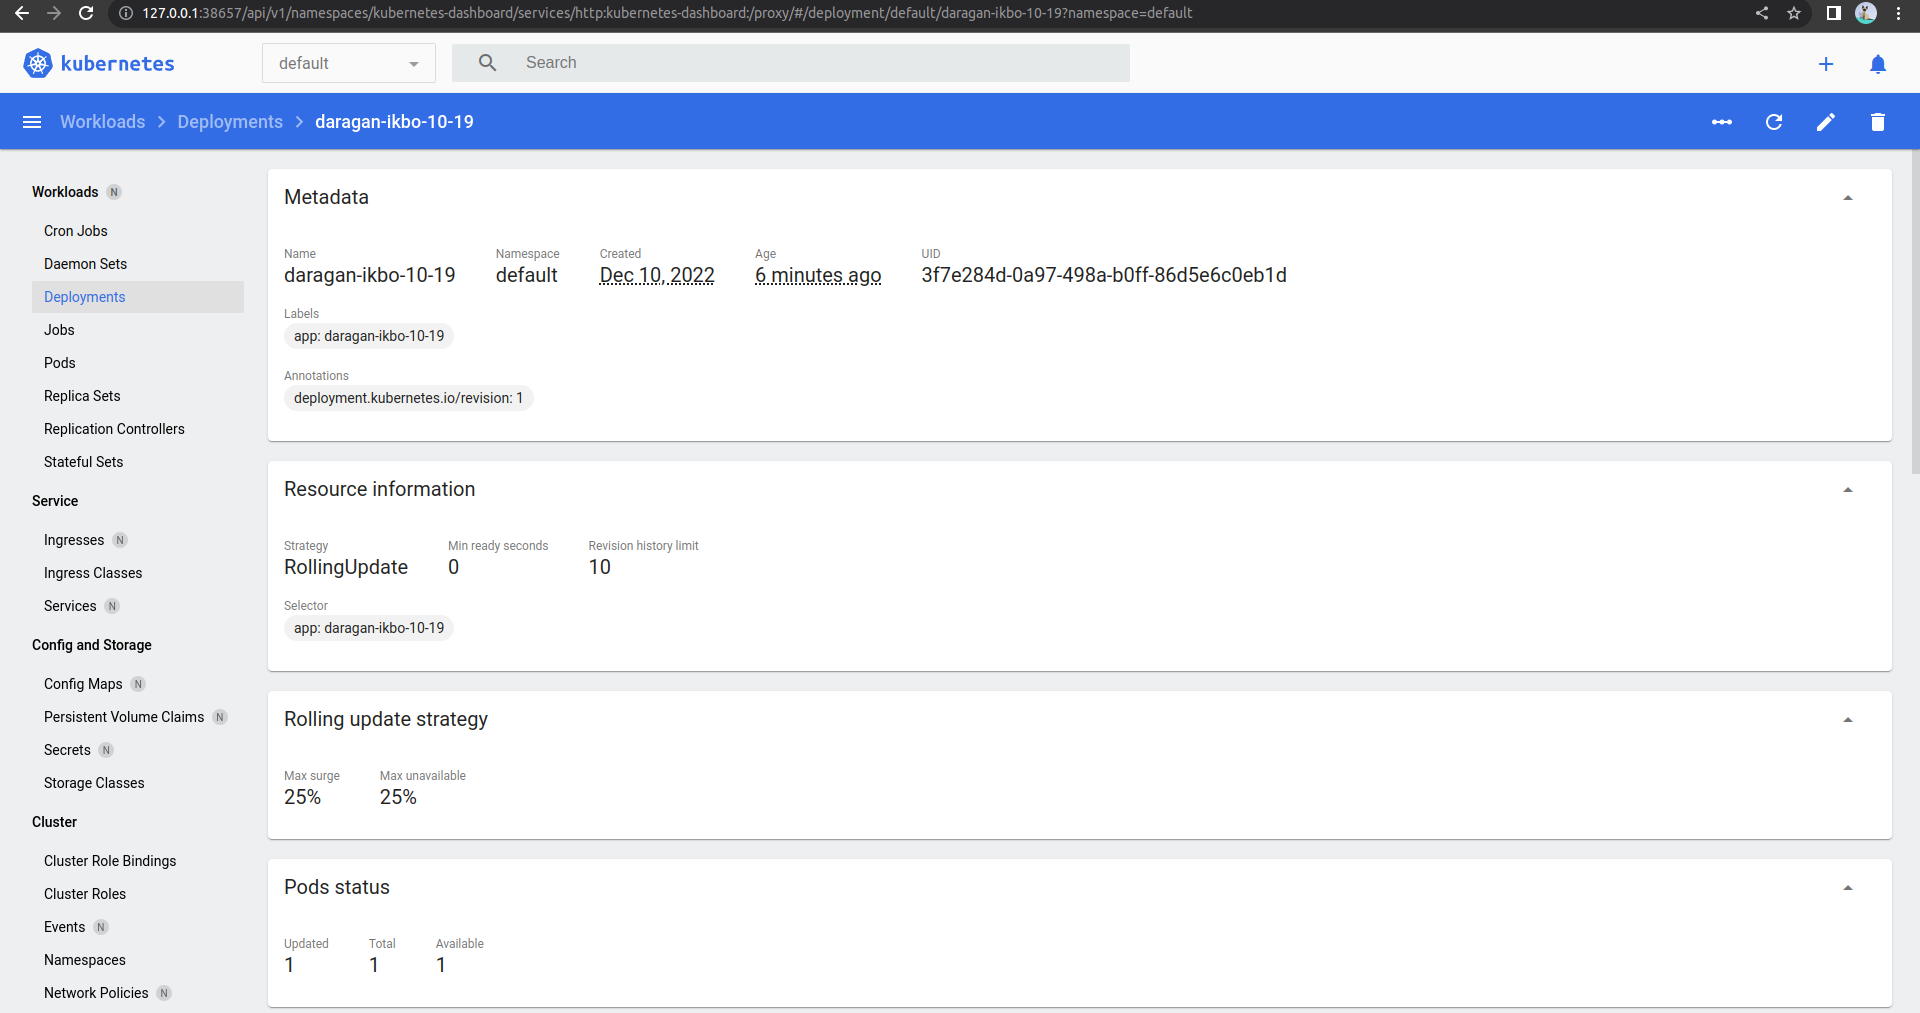 127.0.0.1:38657/api/v1/namespaces/kubernetes-dashboard/services/http:kubernetes-dashboard:/proxy/#/deployment/default/daragan-ikbo-10-19?namespace=default
kubernetes
default
Search
Workloads
Deployments
daragan-ikbo-10-19
Workloads N
Cron Jobs
Daemon Sets
Deployments
Jobs
Pods
Replica Sets
Replication Controllers
Stateful Sets
Service
Ingresses N
Ingress Classes
Services N
Config and Storage
Config Maps N
Persistent Volume Claims N
Secrets N
Storage Classes
Cluster
Cluster Role Bindings
Cluster Roles
Events N
Namespaces
Network Policies N
Metadata
Name
daragan-ikbo-10-19
Namespace
default
Created
Dec 10, 2022
Age
6 minutes ago
UID
3f7e284d-0a97-498a-b0ff-86d5e6c0eb1d
Labels
app: daragan-ikbo-10-19
Annotations
deployment.kubernetes.io/revision: 1
Resource information
Strategy
RollingUpdate
Min ready seconds
0
Revision history limit
10
Selector
app: daragan-ikbo-10-19
Rolling update strategy
Max surge
25%
Max unavailable
25%
Pods status
Updated
1
Total
1
Available
1